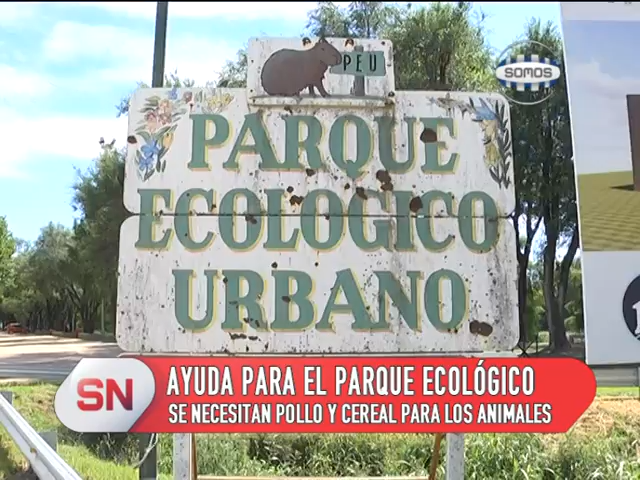 PEU
SOMOS
PARQUE
ECOLOGICO
URBANO
SN
AYUDA PARA EL PARQUE ECOLÓGICO
SE NECESITAN POLLO Y CEREAL PARA LOS ANIMALES